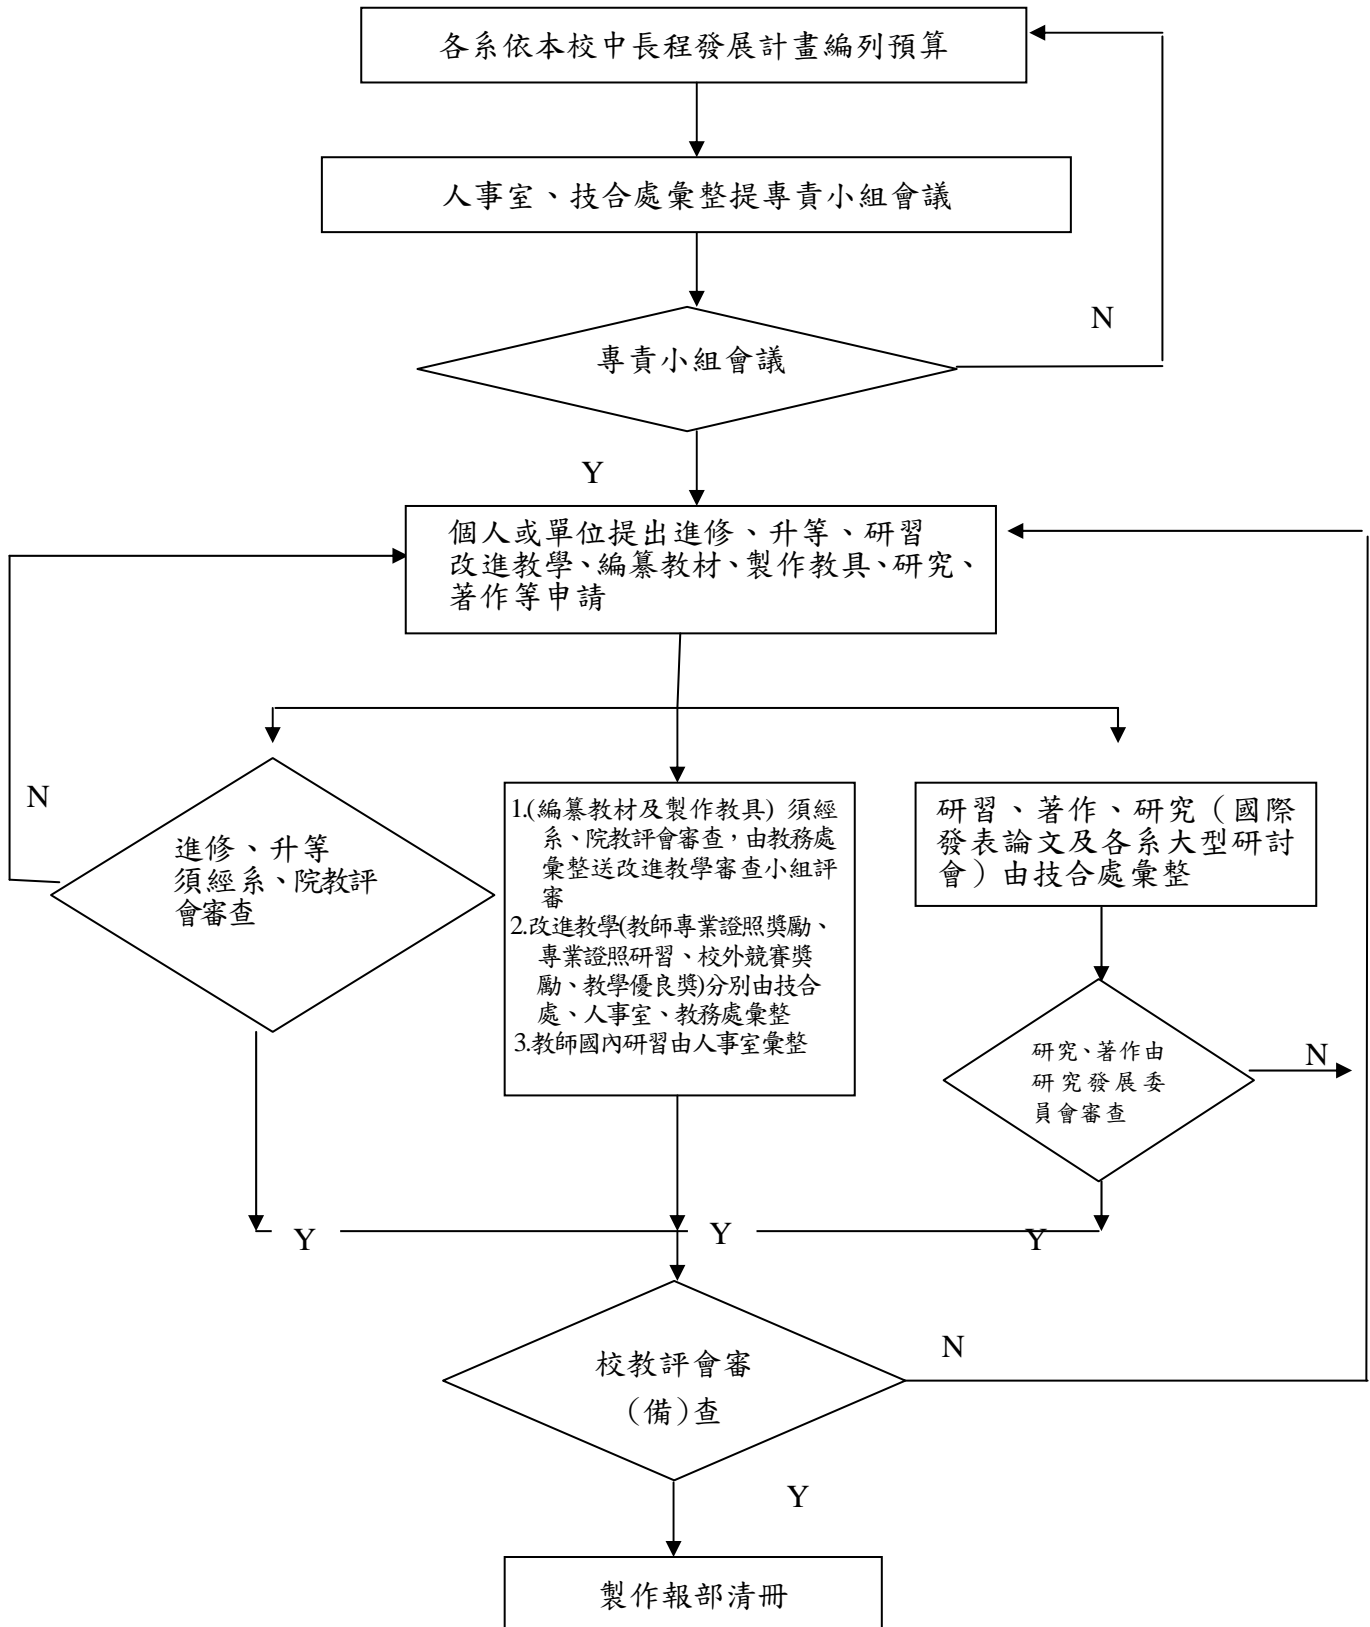 各系依本校中長程發展計畫編列預算
人事室、技合處彙整提專責小組會議
專責小組會議
N
Y
個人或單位提出進修、升等、研習
改進教學、編纂教材、製作教具、研究、
著作等申請
N
進修、升等
須經系、院教評
會審查
1.(編纂教材及製作教具) 須經
系、院教評會審查，由教務處
彙整送改進教學審查小組評
審
2.改進教學(教師專業證照獎勵、
專業證照研習、校外競賽獎
勵、教學優良獎)分別由技合
處、人事室、教務處彙整
3.教師國內研習由人事室彙整
研習、著作、研究（國際
發表論文及各系大型研討
會）由技合處彙整
研究、著作由
研究發展委
員會審查
N
Y
Y
Y
校教評會審
（備）查
N
Y
製作報部清冊